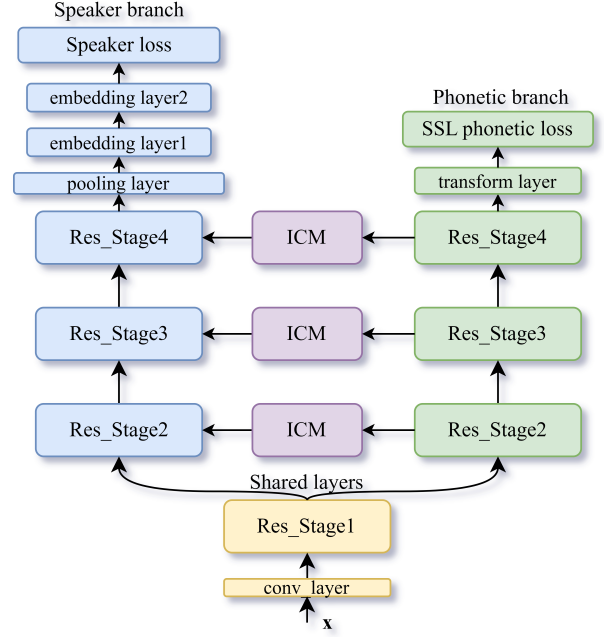 Speaker branch
Speaker loss
embedding layer2
embedding layer1
pooling layer
Phonetic branch
SSL phonetic loss
transform layer
Res_Stage4
ICM
Res_Stage4
Res_Stage3
ICM
Res_Stage3
Res_Stage2
ICM
Res_Stage2
Shared layers
Res_Stage1
conv_layer
x